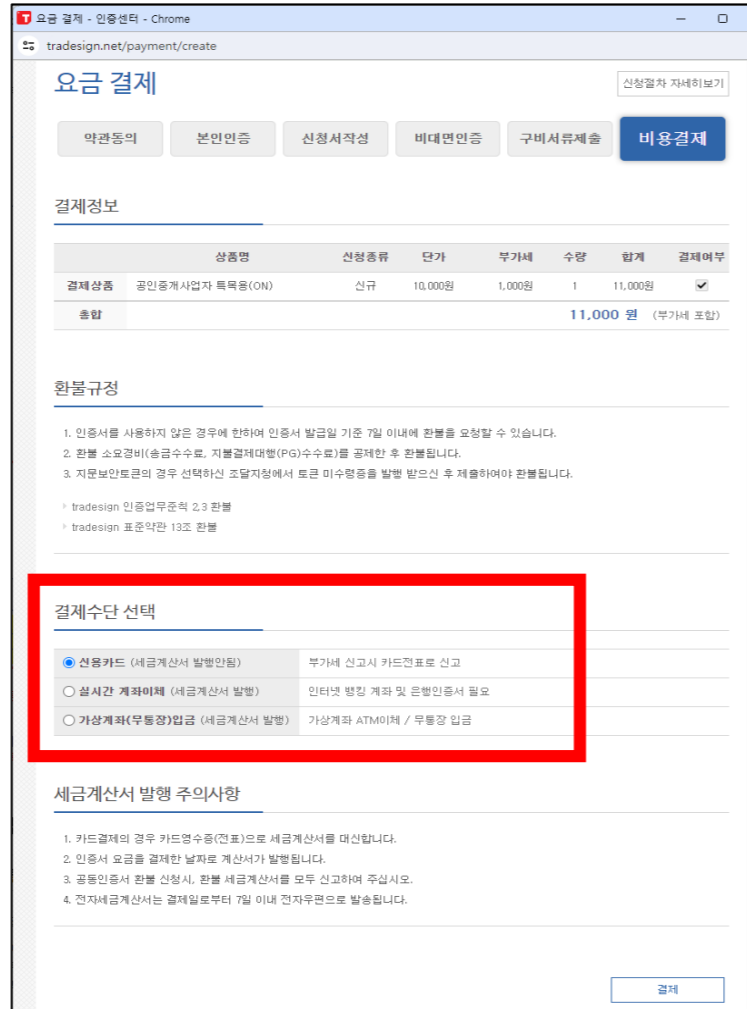 T 요금 결제 - 인증센터 - Chrome
tradesign.net/payment/create
요금 결제
신청절차 자세히보기
약관동의 본인인증 신청서작성 비대면인증 구비서류제출 비용결제
결제정보
상품명 신청종류 단가 부가세 수량 합계 결제여부
결제상품 공인중개사업자 특목용(ON) 신규 10,000원 1,000원 1 11,000원
총합 11,000 원 (부가세 포함)
환불규정
1. 인증서를 사용하지 않은 경우에 한하여 인증서 발급일 기준 7일 이내에 환불을 요청할 수 있습니다.
2. 환불 소요경비(송금수수료, 지불결제대행(PG)수수료)를 공제한 후 환불됩니다.
3. 지문보안토큰의 경우 선택하신 조달지청에서 토큰 미수령증을 발행 받으신 후 제출하여야 환불됩니다.
tradesign 인증업무준칙 2,3 환불
tradesign 표준약관 13조 환불
결제수단 선택
신용카드 (세금계산서 발행안됨) 부가세 신고시 카드전표로 신고
실시간 계좌이체 (세금계산서 발행) 인터넷 뱅킹 계좌 및 은행인증서 필요
가상계좌(무통장)입금 (세금계산서 발행) 가상계좌 ATM이체 / 무통장 입금
세금계산서 발행 주의사항
1. 카드결제의 경우 카드영수증(전표)으로 세금계산서를 대신합니다.
2. 인증서 요금을 결제한 날짜로 계산서가 발행됩니다.
3. 공동인증서 환불 신청시, 환불 세금계산서를 모두 신고하여 주십시오.
4. 전자세금계산서는 결제일로부터 7일 이내 전자우편으로 발송됩니다.
결제